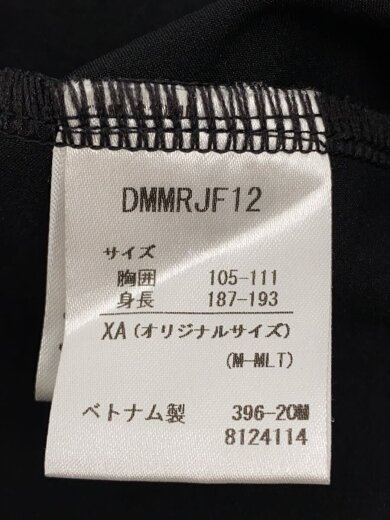 DMMRJF12
サイズ
胸囲 105-111
身長 187-193
XA (オリジナルサイズ)
(M-MLT)
ベトナム製 396-20M
8124114